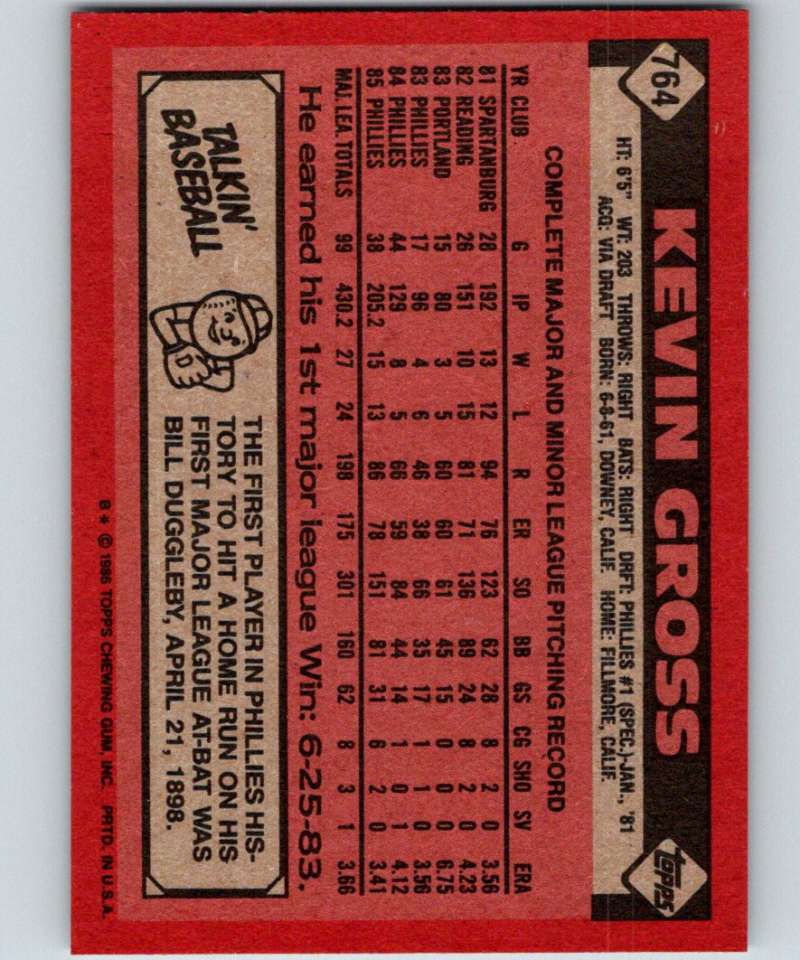 764
KEVIN GROSS
TOPPS
HT: 6'5" WT: 203 THROWS: RIGHT BATS: RIGHT DRFT: PHILLIES #1 (SPEC.)-JAN., '81
ACQ: VIA DRAFT BORN: 6-8-61, DOWNEY, CALIF. HOME: FILLMORE, CALIF.
COMPLETE MAJOR AND MINOR LEAGUE PITCHING RECORD
YR CLUB G IP W L R ER SO BB GS CG SHO SV ERA
81 SPARTANBURG 28 192 13 12 94 76 123 62 28 8 2 0 3.56
82 READING 26 151 10 15 81 71 136 89 24 8 2 0 4.23
83 PORTLAND 15 80 3 5 60 60 61 45 15 0 0 0 6.75
83 PHILLIES 17 96 4 6 46 38 66 35 17 1 1 0 3.56
84 PHILLIES 44 129 8 5 66 59 84 44 14 1 0 1 4.12
85 PHILLIES 38 205.2 15 13 86 78 151 81 31 6 2 0 3.41
MAJ. LEA. TOTALS 99 430.2 27 24 198 175 301 160 62 8 3 1 3.66
He earned his 1st major league Win: 6-25-83.
TALKIN'
BASEBALL
THE FIRST PLAYER IN PHILLIES HIS-
TORY TO HIT A HOME RUN ON HIS
FIRST MAJOR LEAGUE AT-BAT WAS
BILL DUGGLEBY, APRIL 21, 1898.
B* © 1986 TOPPS CHEWING GUM, INC. PRTD. IN U.S.A.